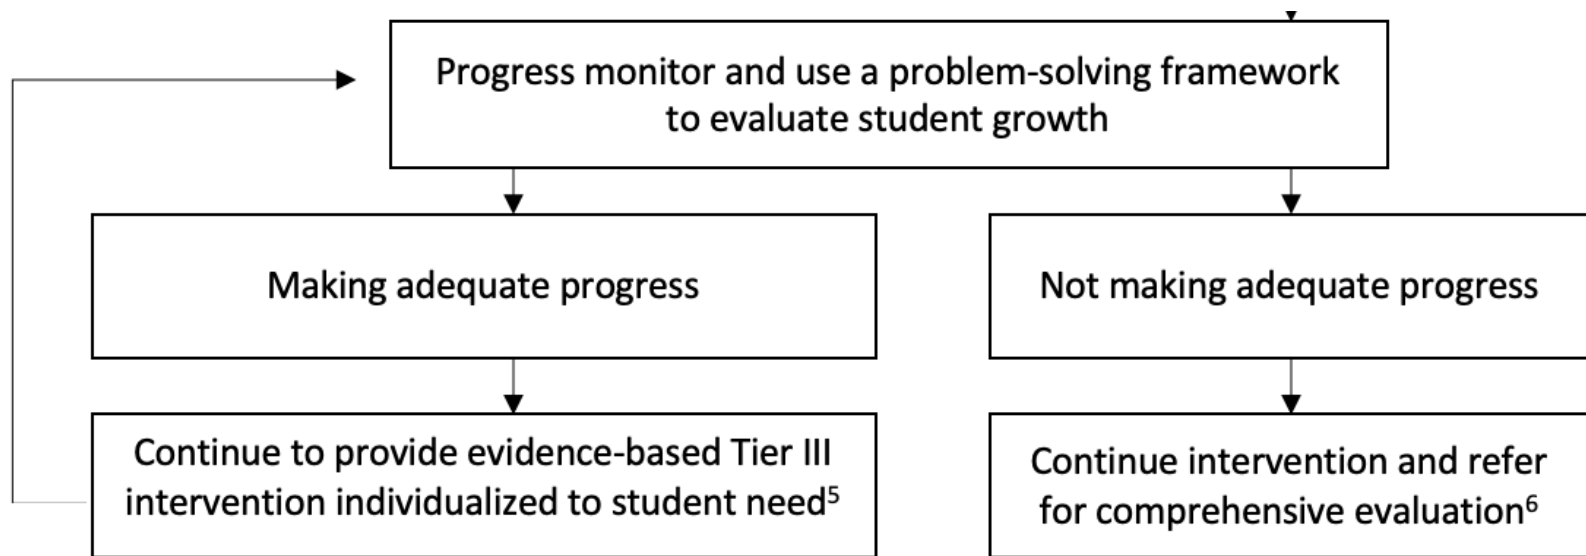 Progress monitor and use a problem-solving framework
to evaluate student growth
Making adequate progress
Not making adequate progress
Continue to provide evidence-based Tier III
intervention individualized to student need⁵
Continue intervention and refer
for comprehensive evaluation⁶